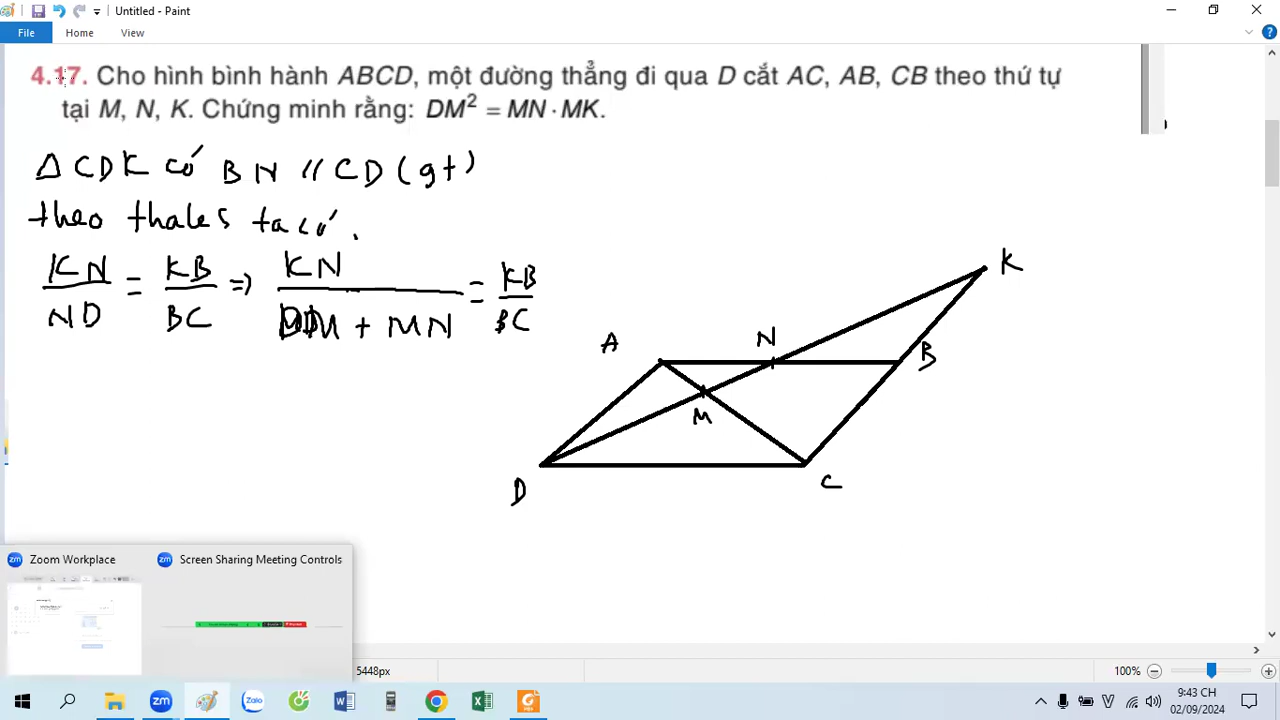 Untitled - Paint
File Home View
4.17. Cho hình bình hành ABCD, một đường thẳng đi qua D cắt AC, AB, CB theo thứ tự
tại M, N, K. Chứng minh rằng: DM² = MN · MK.
Δ CDK có BN // CD (gt)
theo thales ta có.
KN/ND = KB/BC => KN/DM + MN = KB/BC
K
A
N
B
M
D
C
Zoom Workplace
Screen Sharing Meeting Controls
5448px
100%
9:43 CH
02/09/2024